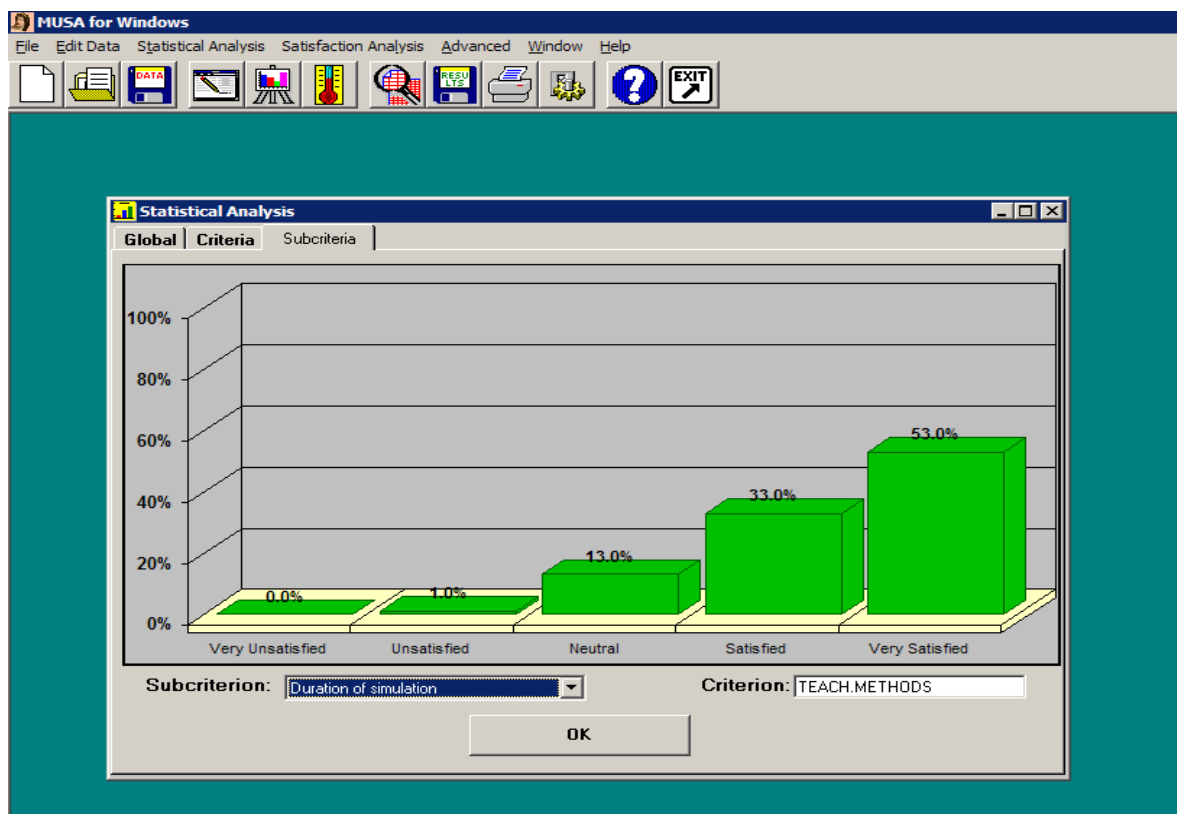 MUSA for Windows
File Edit Data Statistical Analysis Satisfaction Analysis Advanced Window Help
DATA
RESU
LTS
?
EXIT
Statistical Analysis
Global Criteria Subcriteria
100%
80%
60%
40%
20%
0%
0.0%
1.0%
13.0%
33.0%
53.0%
Very Unsatisfied Unsatisfied Neutral Satisfied Very Satisfied
Subcriterion: Duration of simulation Criterion: TEACH.METHODS
OK